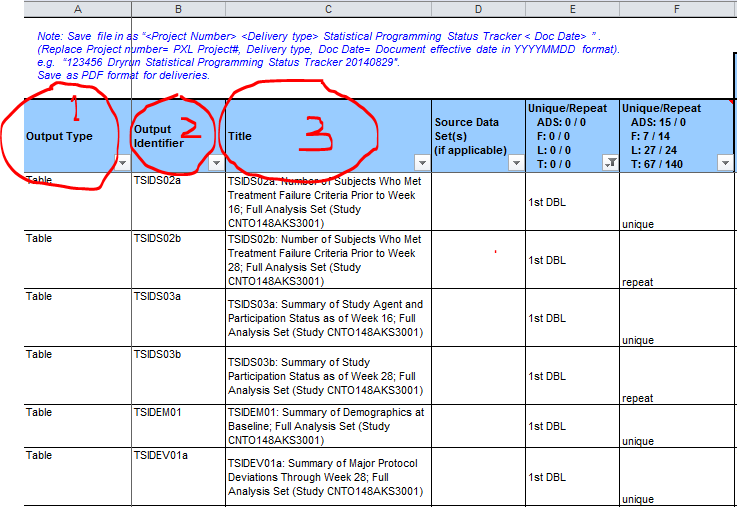 A B C D E F
Note: Save file in as "<Project Number> <Delivery type> Statistical Programming Status Tracker < Doc Date> " .
(Replace Project number= PXL Project#, Delivery type, Doc Date= Document effective date in YYYYMMDD format).
e.g. "123456 Dryrun Statistical Programming Status Tracker 20140829".
Save as PDF format for deliveries.
1
2
3
Output Type
Output
Identifier
Title
Source Data
Set(s)
(if applicable)
Unique/Repeat
ADS: 0 / 0
F: 0 / 0
L: 0 / 0
T: 0 / 0
Unique/Repeat
ADS: 15 / 0
F: 7 / 14
L: 27 / 24
T: 67 / 140
Table
TSIDS02a
TSIDS02a: Number of Subjects Who Met
Treatment Failure Criteria Prior to Week
16; Full Analysis Set (Study
CNTO148AKS3001)
1st DBL
unique
Table
TSIDS02b
TSIDS02b: Number of Subjects Who Met
Treatment Failure Criteria Prior to Week
28; Full Analysis Set (Study
CNTO148AKS3001)
1st DBL
repeat
Table
TSIDS03a
TSIDS03a: Summary of Study Agent and
Participation Status as of Week 16; Full
Analysis Set (Study CNTO148AKS3001)
1st DBL
unique
Table
TSIDS03b
TSIDS03b: Summary of Study
Participation Status as of Week 28; Full
Analysis Set (Study CNTO148AKS3001)
1st DBL
repeat
Table
TSIDEM01
TSIDEM01: Summary of Demographics at
Baseline; Full Analysis Set (Study
CNTO148AKS3001)
1st DBL
unique
Table
TSIDEV01a
TSIDEV01a: Summary of Major Protocol
Deviations Through Week 28; Full
Analysis Set (Study CNTO148AKS3001)
1st DBL
unique